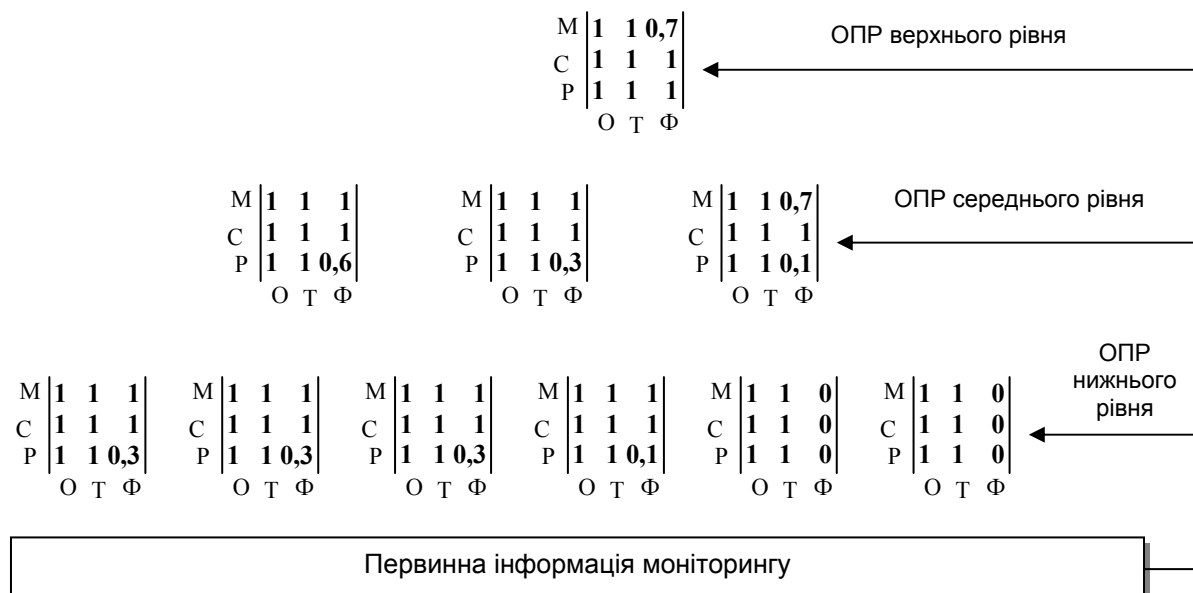 М 1 1 0,7
С 1 1 1
Р 1 1 1
О Т Ф
ОПР верхнього рівня
М 1 1 1
С 1 1 1
Р 1 1 0,6
О Т Ф
М 1 1 1
С 1 1 1
Р 1 1 0,3
О Т Ф
М 1 1 0,7
С 1 1 1
Р 1 1 0,1
О Т Ф
ОПР середнього рівня
М 1 1 1
С 1 1 1
Р 1 1 0,3
О Т Ф
М 1 1 1
С 1 1 1
Р 1 1 0,3
О Т Ф
М 1 1 1
С 1 1 1
Р 1 1 0,3
О Т Ф
М 1 1 1
С 1 1 1
Р 1 1 0,1
О Т Ф
М 1 1 0
С 1 1 0
Р 1 1 0
О Т Ф
М 1 1 0
С 1 1 0
Р 1 1 0
О Т Ф
ОПР
нижнього
рівня
Первинна інформація моніторингу